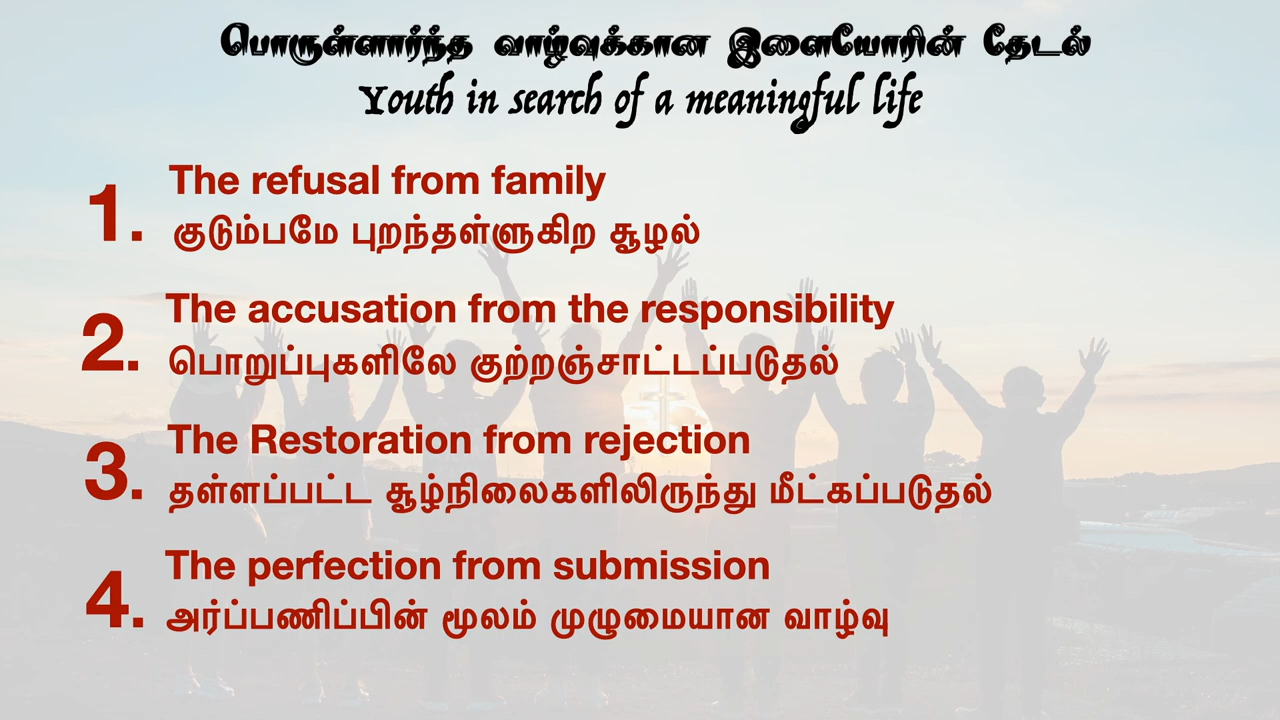 பொருள்ளார்ந்த வாழ்வுக்கான இளையோரின் தேடல்
Youth in search of a meaningful life
1. The refusal from family
குடும்பமே புறந்தள்ளுகிற சூழல்
2. The accusation from the responsibility
பொறுப்புகளிலே குற்றஞ்சாட்டப்படுதல்
3. The Restoration from rejection
தள்ளப்பட்ட சூழ்நிலைகளிலிருந்து மீட்கப்படுதல்
4. The perfection from submission
அர்ப்பணிப்பின் மூலம் முழுமையான வாழ்வு